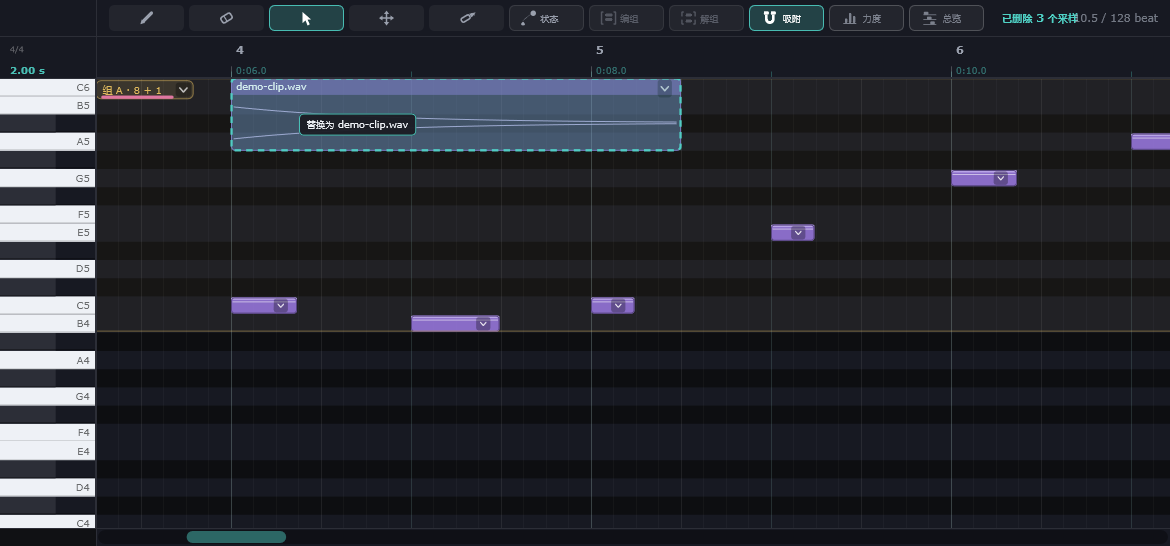 状态
编组
解组
吸附
力度
总览
已删除 3 个采样
0.5 / 128 beat
4/4
4
5
6
2.00 s
0:06.0
0:08.0
0:10.0
C6
组 A · 8 + 1
demo-clip.wav
B5
替换为 demo-clip.wav
A5
G5
F5
E5
D5
C5
B4
A4
G4
F4
E4
D4
C4